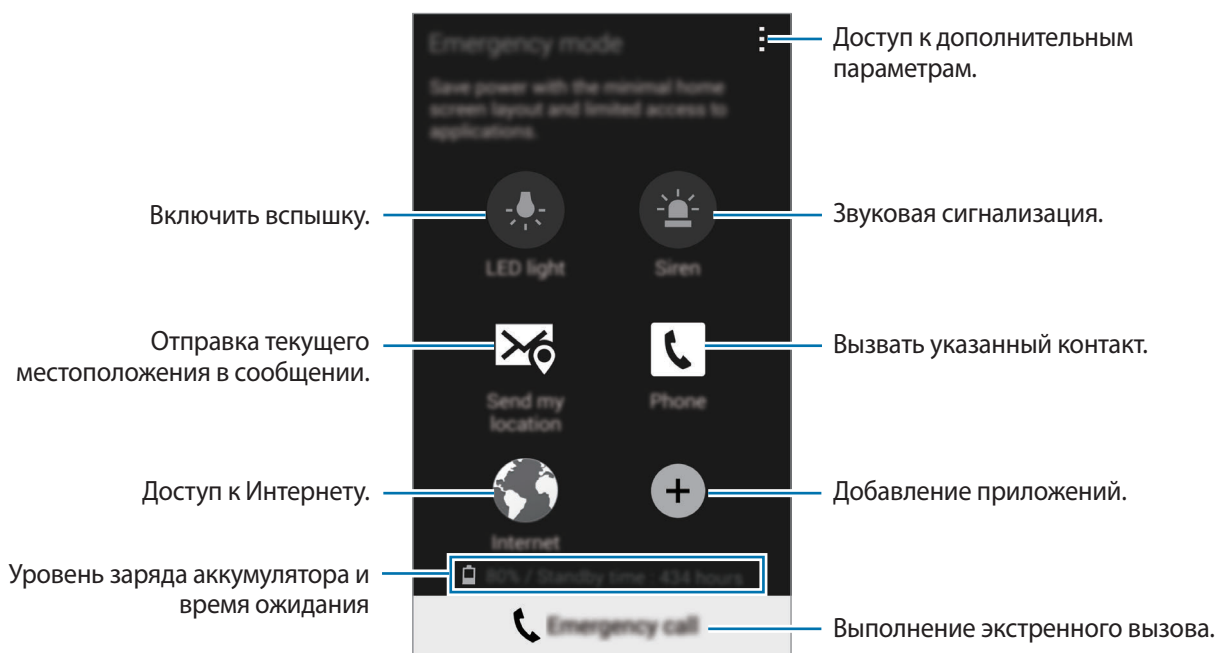 Emergency mode
Доступ к дополнительным
параметрам.
Save power with the minimal home
screen layout and limited access to
applications.
Включить вспышку.
Звуковая сигнализация.
LED light
Siren
Отправка текущего
местоположения в сообщении.
Вызвать указанный контакт.
Send my
location
Phone
Доступ к Интернету.
Добавление приложений.
Internet
Уровень заряда аккумулятора и
время ожидания
80% / Standby time : 434 hours
Emergency call
Выполнение экстренного вызова.